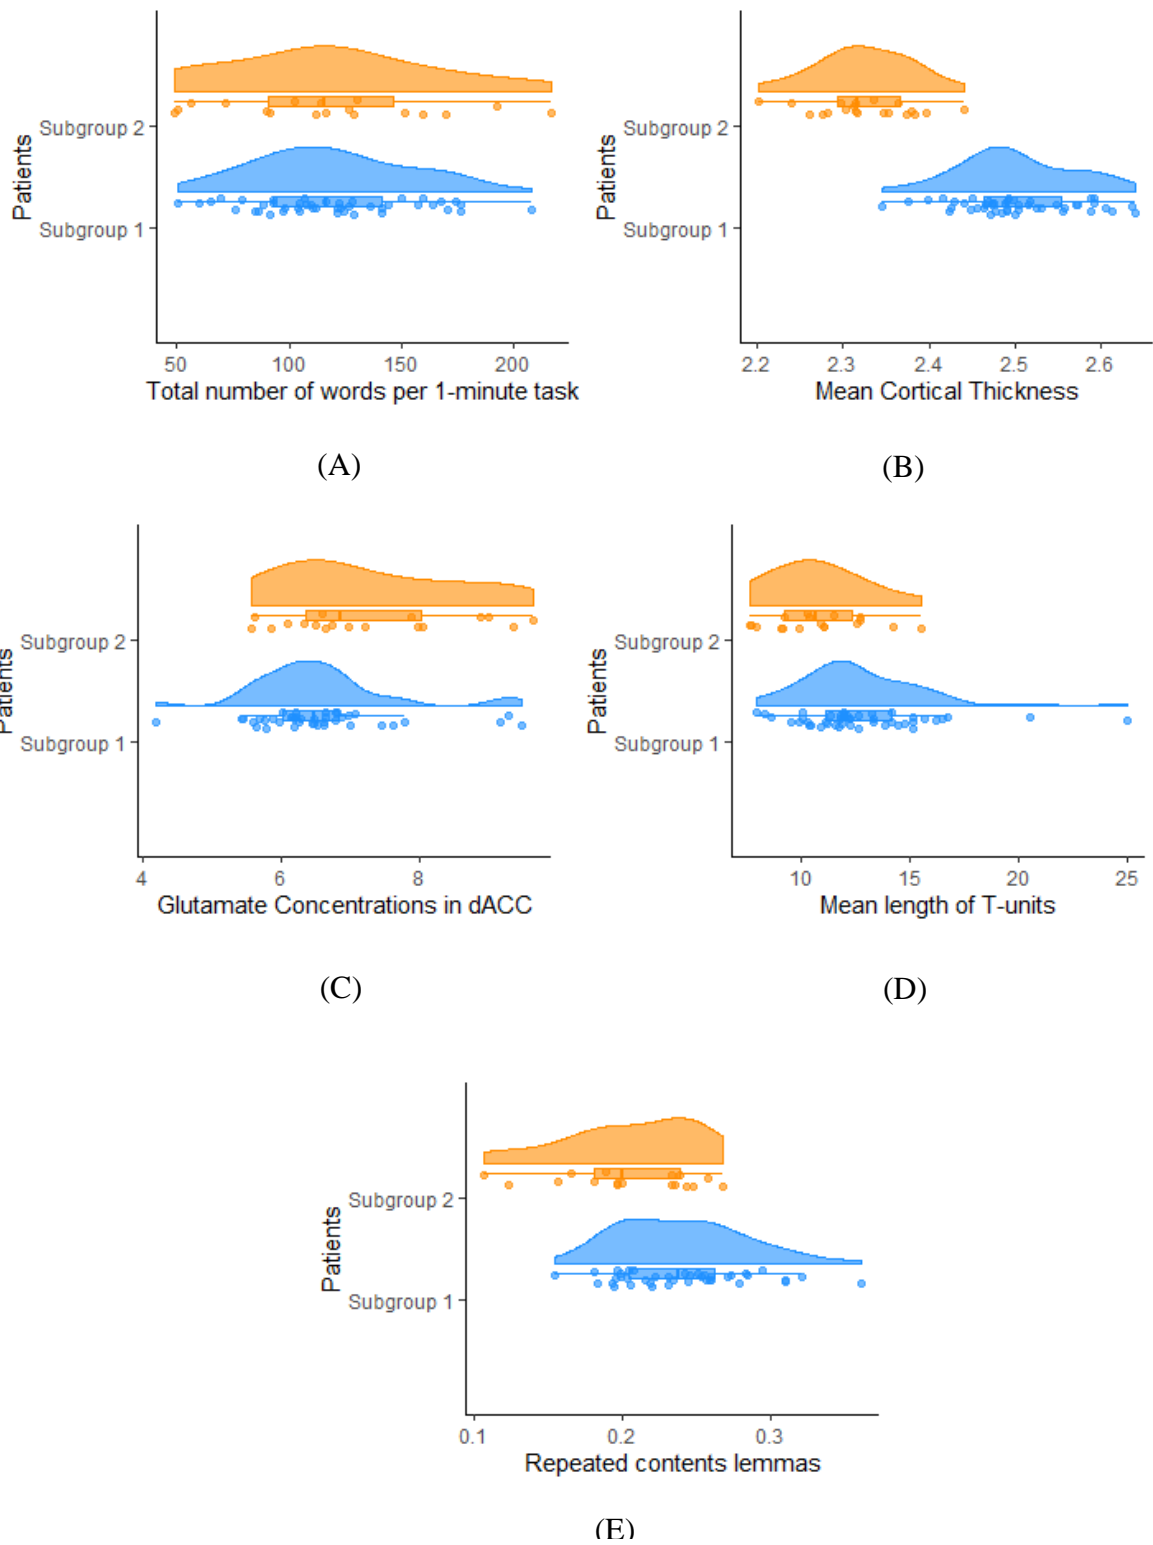 Patients
Subgroup 2
Subgroup 1
50 100 150 200
Total number of words per 1-minute task
(A)
Patients
Subgroup 2
Subgroup 1
2.2 2.3 2.4 2.5 2.6
Mean Cortical Thickness
(B)
Patients
Subgroup 2
Subgroup 1
4 6 8
Glutamate Concentrations in dACC
(C)
Patients
Subgroup 2
Subgroup 1
10 15 20 25
Mean length of T-units
(D)
Patients
Subgroup 2
Subgroup 1
0.1 0.2 0.3
Repeated contents lemmas
(E)